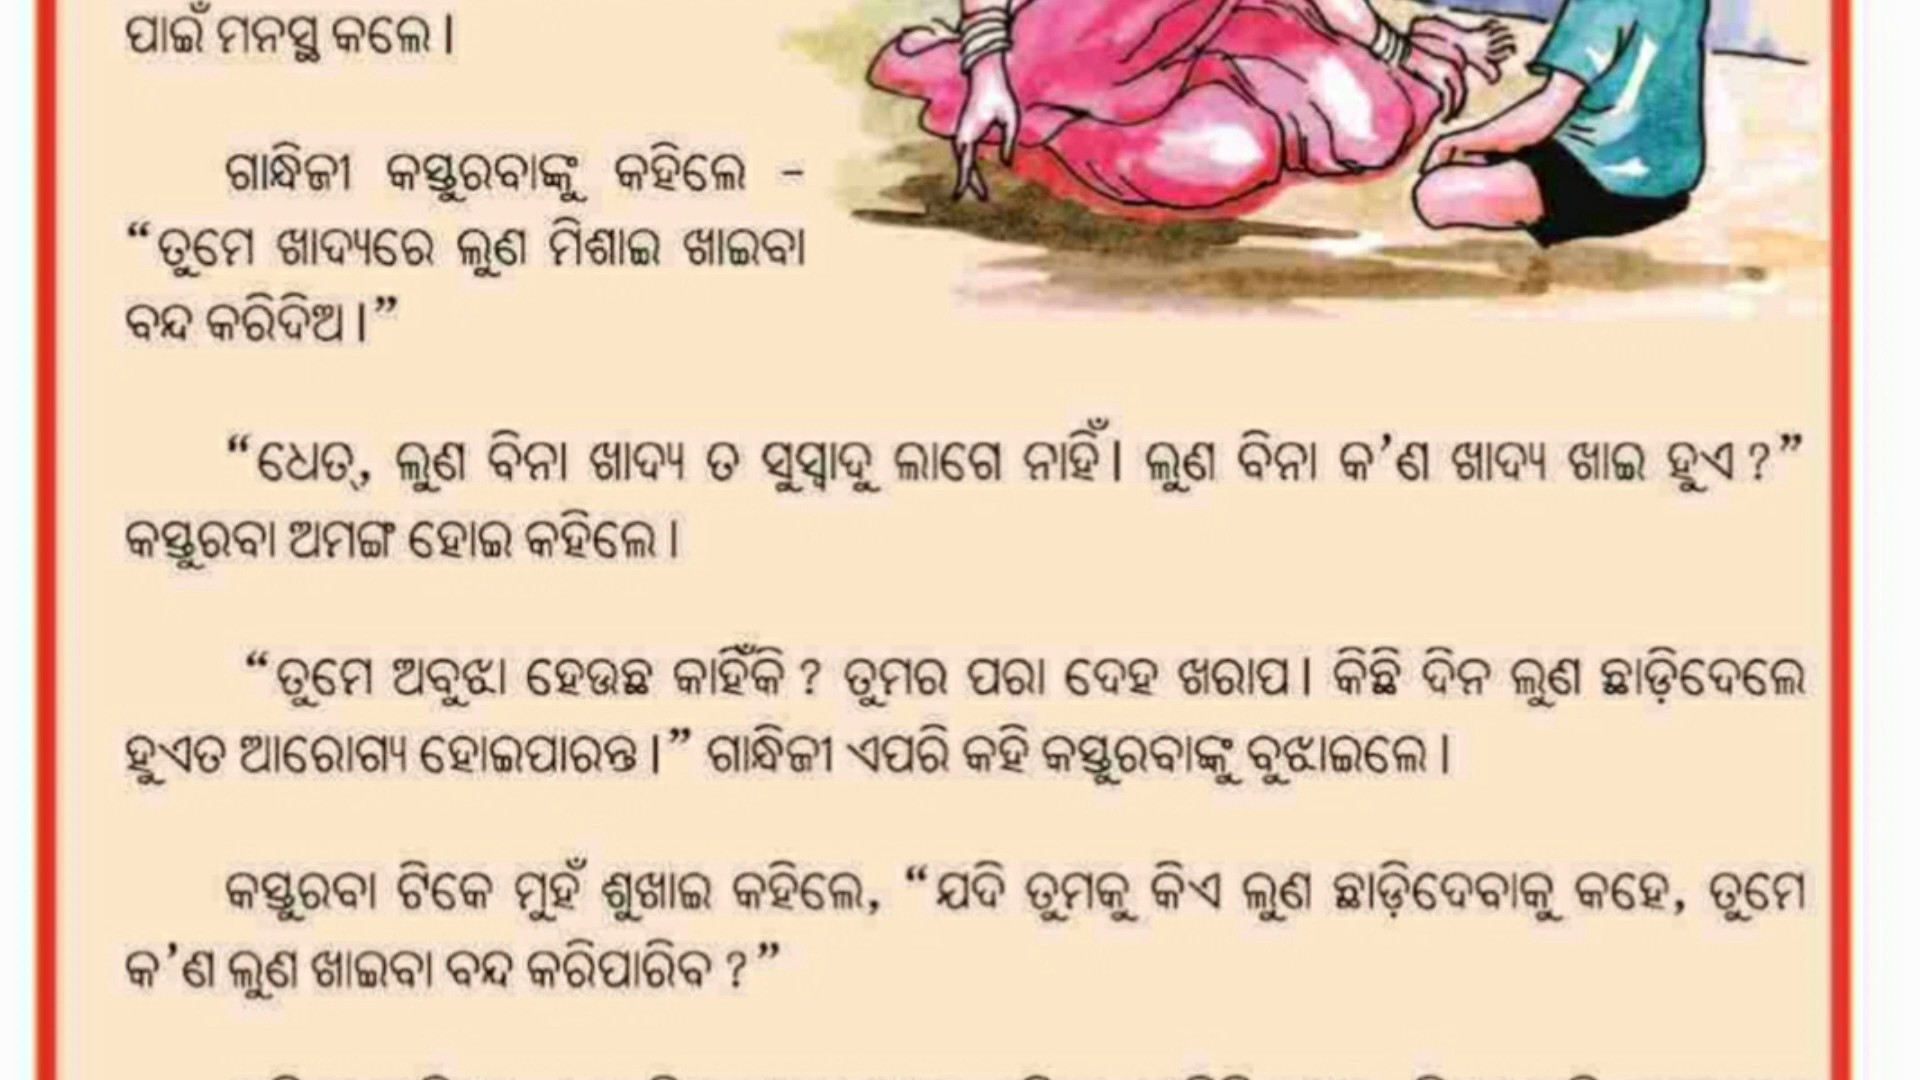 ପାଇଁ ମନସ୍ଥ କଲେ ।
ଗାନ୍ଧିଜୀ କସ୍ତୁରବାଙ୍କୁ କହିଲେ –
“ତୁମେ ଖାଦ୍ୟରେ ଲୁଣ ମିଶାଇ ଖାଇବା
ବନ୍ଦ କରିଦିଅ ।”
“ଧେତ୍, ଲୁଣ ବିନା ଖାଦ୍ୟ ତ ସୁସ୍ୱାଦୁ ଲାଗେ ନାହିଁ । ଲୁଣ ବିନା କ’ଣ ଖାଦ୍ୟ ଖାଇ ହୁଏ ?”
କସ୍ତୁରବା ଅମଙ୍ଗ ହୋଇ କହିଲେ ।
“ତୁମେ ଅବୁଝା ହେଉଛ କାହିଁକି ? ତୁମର ପରା ଦେହ ଖରାପ । କିଛି ଦିନ ଲୁଣ ଛାଡ଼ିଦେଲେ
ହୁଏତ ଆରୋଗ୍ୟ ହୋଇପାରନ୍ତ ।” ଗାନ୍ଧିଜୀ ଏପରି କହି କସ୍ତୁରବାଙ୍କୁ ବୁଝାଇଲେ ।
କସ୍ତୁରବା ଟିକେ ମୁହଁ ଶୁଖାଇ କହିଲେ, “ଯଦି ତୁମକୁ କିଏ ଲୁଣ ଛାଡ଼ିଦେବାକୁ କହେ, ତୁମେ
କ’ଣ ଲୁଣ ଖାଇବା ବନ୍ଦ କରିପାରିବ ?”